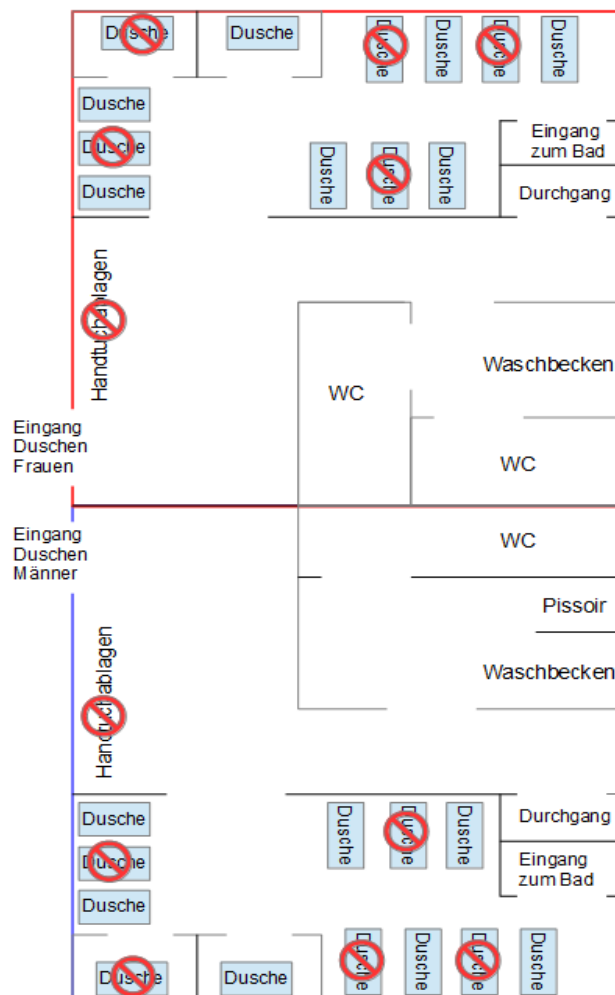 Dusche
Dusche
Dusche
Dusche
Dusche
Dusche
Dusche
Dusche
Dusche
Dusche
Dusche
Dusche
Eingang
zum Bad
Durchgang
Handtuchablagen
Waschbecken
WC
WC
Eingang
Duschen
Frauen
Eingang
Duschen
Männer
WC
Pissoir
Waschbecken
Handtuchablagen
Dusche
Dusche
Dusche
Dusche
Dusche
Dusche
Durchgang
Eingang
zum Bad
Dusche
Dusche
Dusche
Dusche
Dusche
Dusche